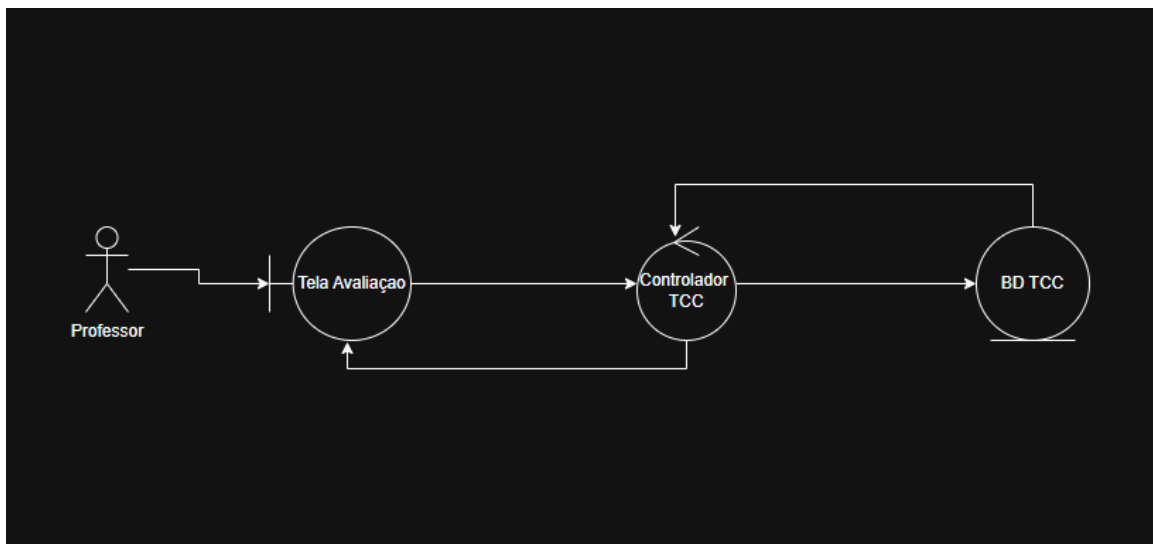 Professor
Tela Avaliaçao
Controlador
TCC
BD TCC